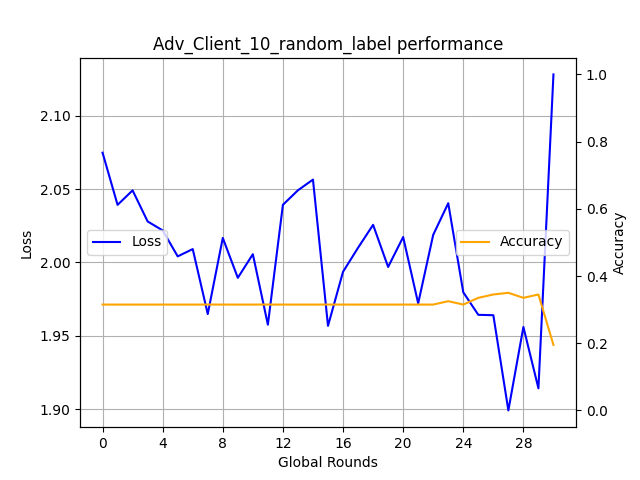 Adv_Client_10_random_label performance
2.10
2.05
2.00
1.95
1.90
Loss
Loss
Accuracy
1.0
0.8
0.6
0.4
0.2
0.0
Accuracy
0 4 8 12 16 20 24 28
Global Rounds